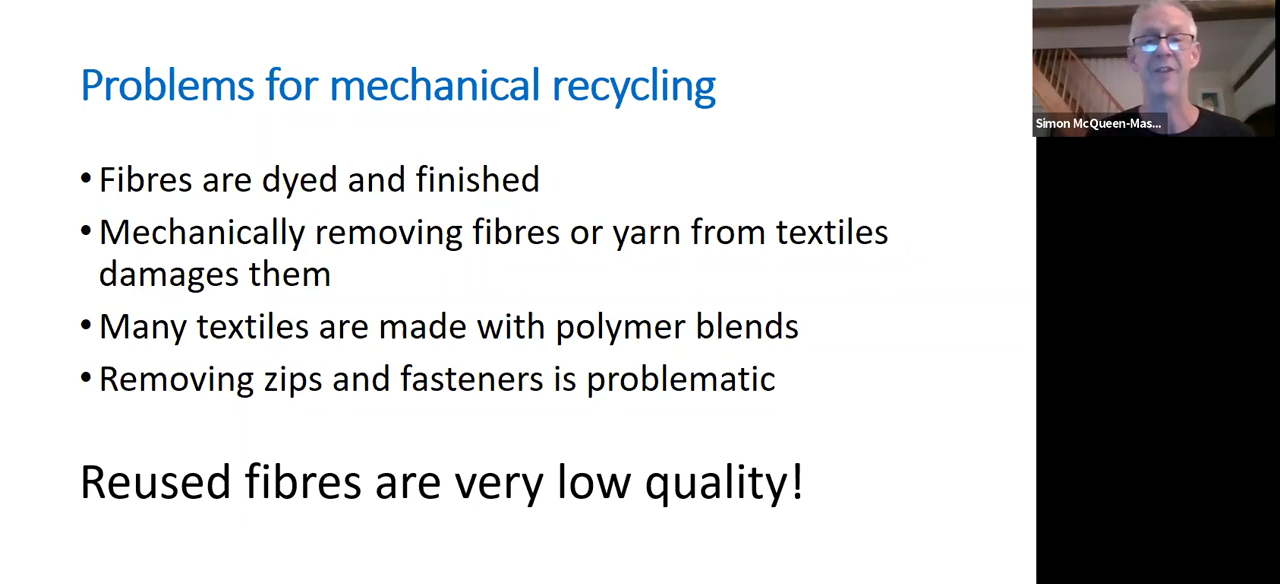 Problems for mechanical recycling
• Fibres are dyed and finished
• Mechanically removing fibres or yarn from textiles
damages them
• Many textiles are made with polymer blends
• Removing zips and fasteners is problematic
Reused fibres are very low quality!
Simon McQueen-Mas...